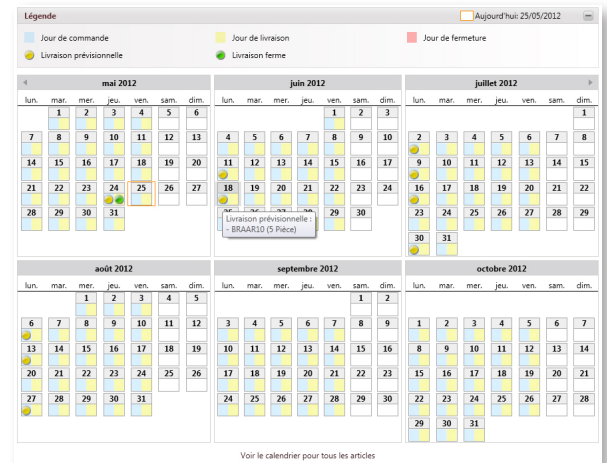 Légende
Aujourd'hui: 25/05/2012
Jour de commande
Jour de livraison
Jour de fermeture
Livraison prévisionnelle
Livraison ferme
mai 2012
lun. mar. mer. jeu. ven. sam. dim.
1 2 3 4 5 6
7 8 9 10 11 12 13
14 15 16 17 18 19 20
21 22 23 24 25 26 27
28 29 30 31
juin 2012
lun. mar. mer. jeu. ven. sam. dim.
1 2 3
4 5 6 7 8 9 10
11 12 13 14 15 16 17
18 19 20 21 22 23 24
29 30
Livraison prévisionnelle :
- BRAAR10 (5 Pièce)
juillet 2012
lun. mar. mer. jeu. ven. sam. dim.
1
2 3 4 5 6 7 8
9 10 11 12 13 14 15
16 17 18 19 20 21 22
23 24 25 26 27 28 29
30 31
août 2012
lun. mar. mer. jeu. ven. sam. dim.
1 2 3 4 5
6 7 8 9 10 11 12
13 14 15 16 17 18 19
20 21 22 23 24 25 26
27 28 29 30 31
septembre 2012
lun. mar. mer. jeu. ven. sam. dim.
1 2
3 4 5 6 7 8 9
10 11 12 13 14 15 16
17 18 19 20 21 22 23
24 25 26 27 28 29 30
octobre 2012
lun. mar. mer. jeu. ven. sam. dim.
1 2 3 4 5 6 7
8 9 10 11 12 13 14
15 16 17 18 19 20 21
22 23 24 25 26 27 28
29 30 31
Voir le calendrier pour tous les articles